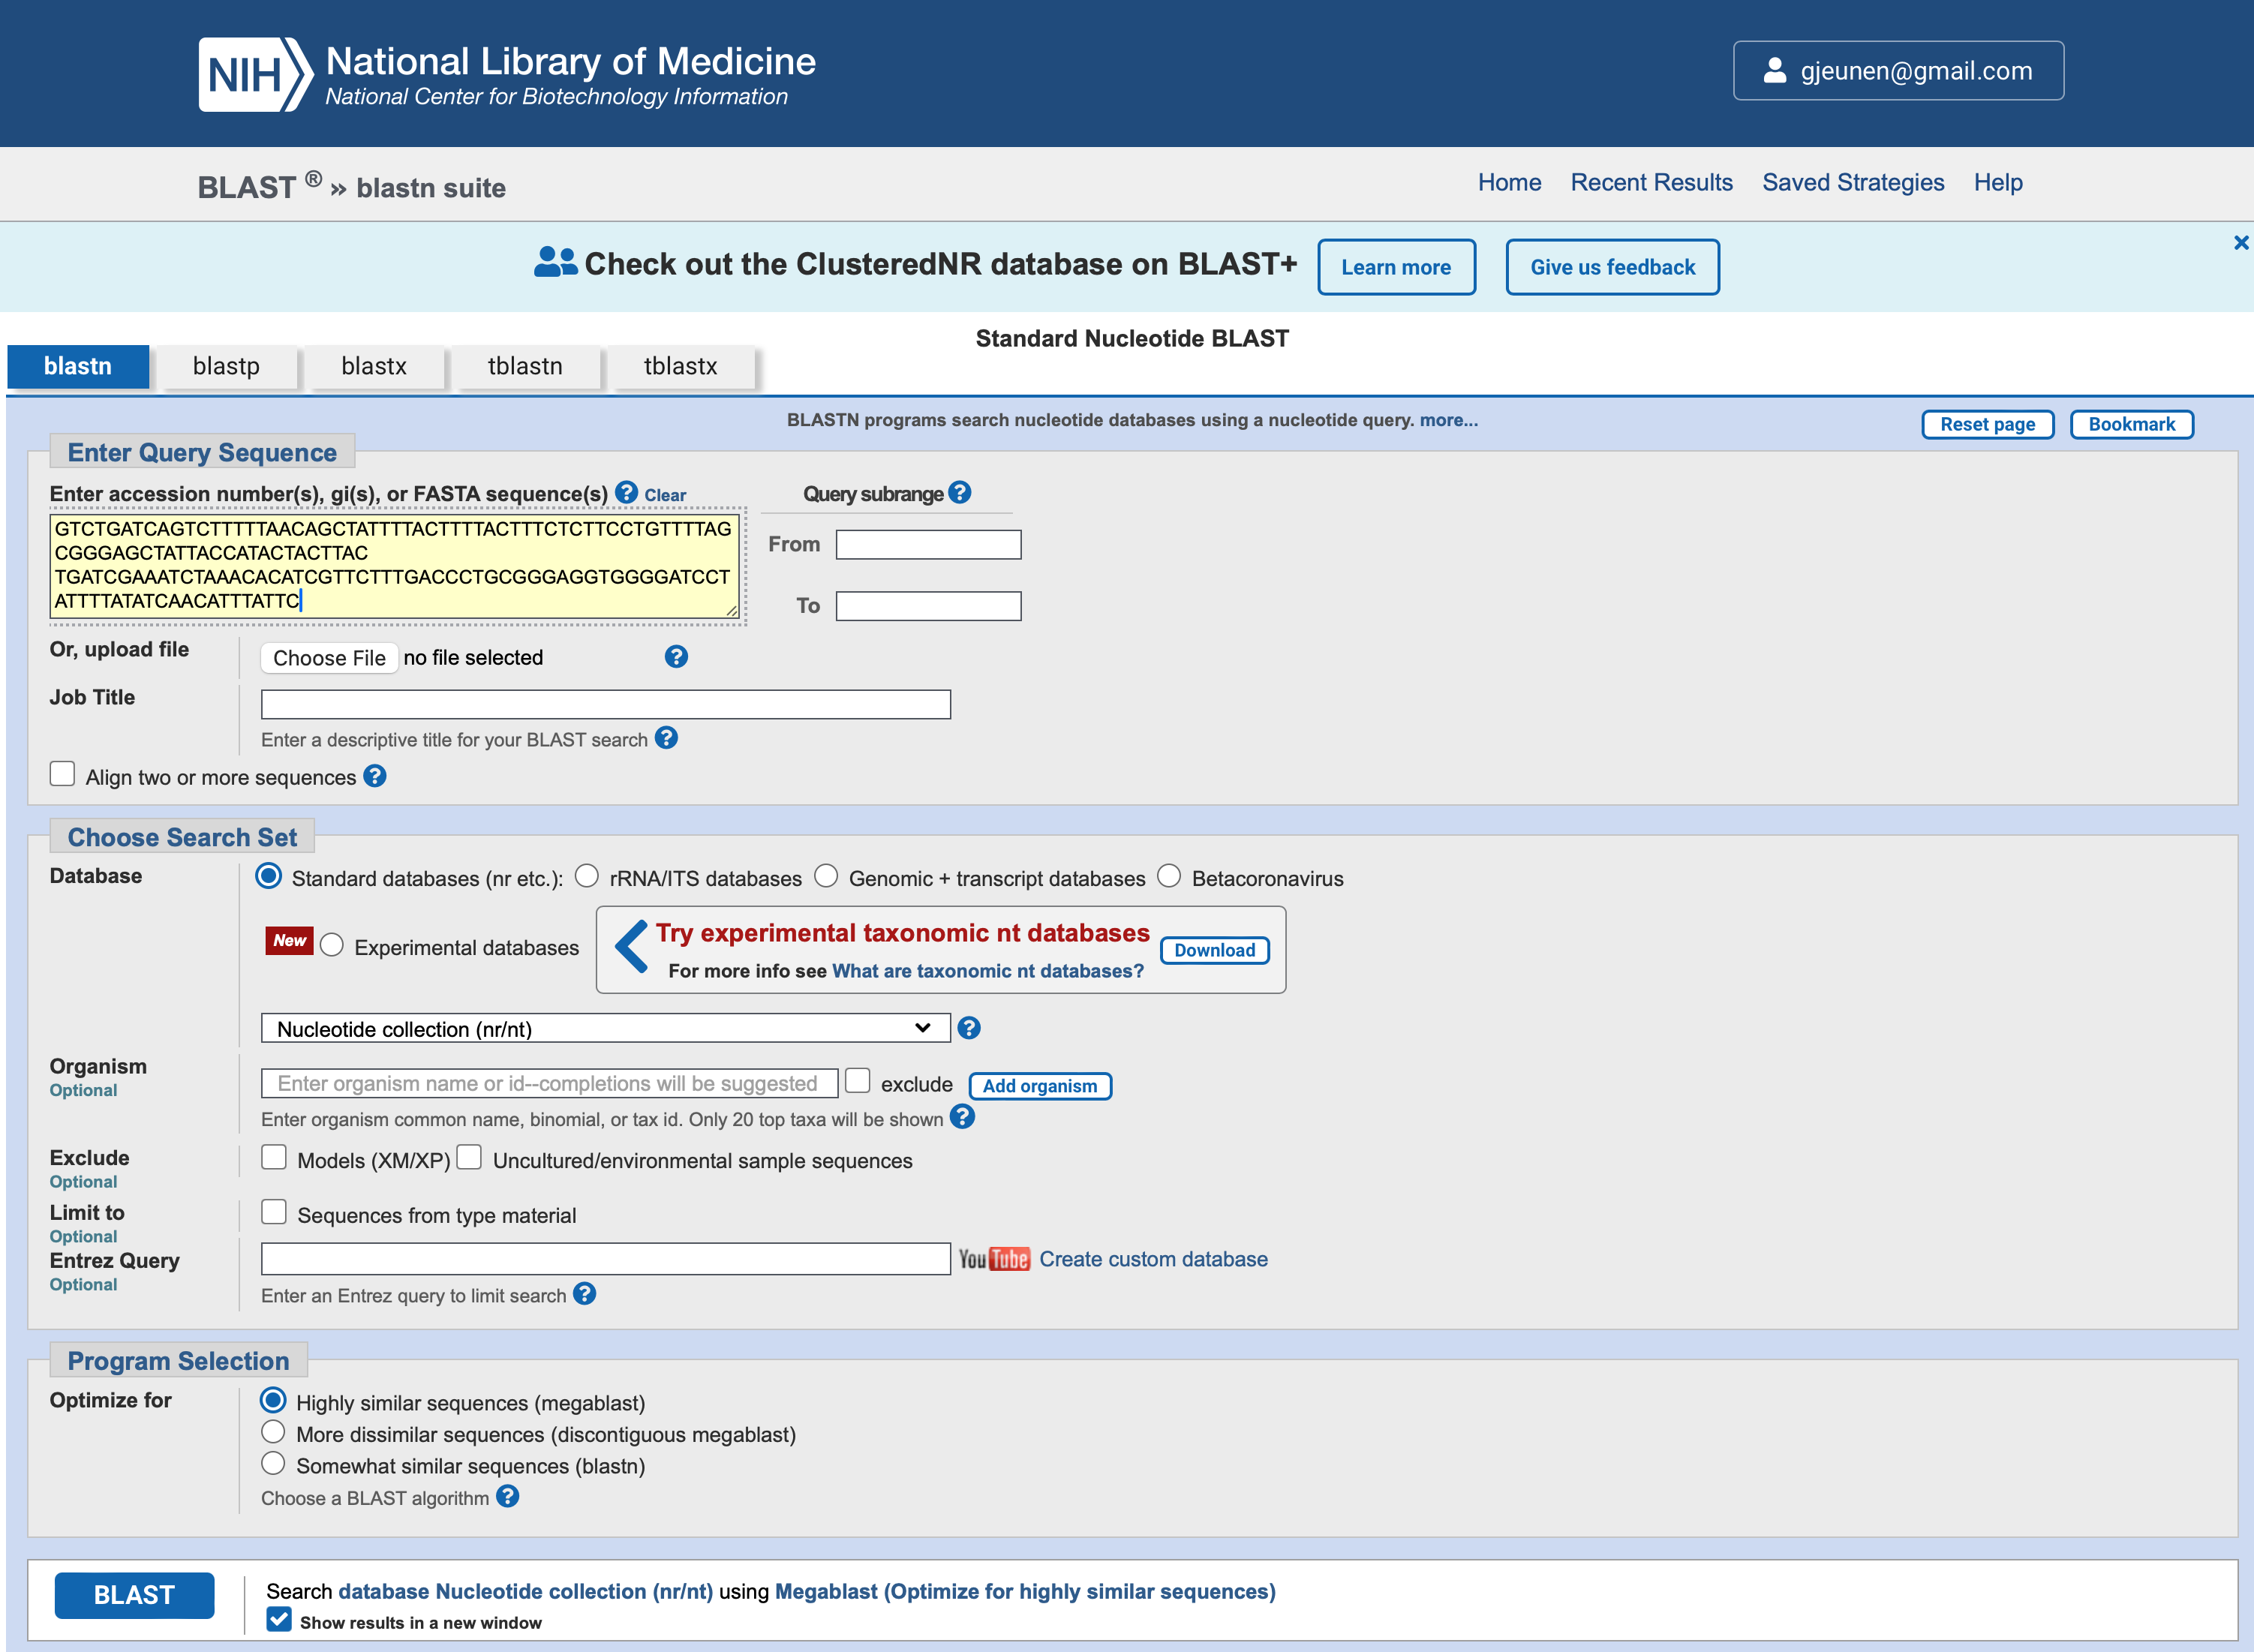 NIH National Library of Medicine
National Center for Biotechnology Information
gjeunen@gmail.com
BLAST ® » blastn suite
Home Recent Results Saved Strategies Help
Check out the ClusteredNR database on BLAST+ Learn more Give us feedback
Standard Nucleotide BLAST
blastn blastp blastx tblastn tblastx
BLASTN programs search nucleotide databases using a nucleotide query. more...
Reset page Bookmark
Enter Query Sequence
Enter accession number(s), gi(s), or FASTA sequence(s) ? Clear
Query subrange ?
GTCTGATCAGTCTTTTTAACAGCTATTTTACTTTTACTTTCTCTTCCTGTTTTAG
CGGGAGCTATTACCATACTACTTAC
TGATCGAAATCTAAACACATCGTTCTTTGACCCTGCGGGAGGTGGGGATCCT
ATTTTATATCAACATTTATTC
From
To
Or, upload file Choose File no file selected ?
Job Title
Enter a descriptive title for your BLAST search ?
Align two or more sequences ?
Choose Search Set
Database Standard databases (nr etc.): rRNA/ITS databases Genomic + transcript databases Betacoronavirus
New Experimental databases
Try experimental taxonomic nt databases
For more info see What are taxonomic nt databases?
Download
Nucleotide collection (nr/nt) ?
Organism
Optional
Enter organism name or id--completions will be suggested exclude Add organism
Enter organism common name, binomial, or tax id. Only 20 top taxa will be shown ?
Exclude
Optional
Models (XM/XP) Uncultured/environmental sample sequences
Limit to
Optional
Sequences from type material
Entrez Query
Optional
YouTube Create custom database
Enter an Entrez query to limit search ?
Program Selection
Optimize for
Highly similar sequences (megablast)
More dissimilar sequences (discontiguous megablast)
Somewhat similar sequences (blastn)
Choose a BLAST algorithm ?
BLAST
Search database Nucleotide collection (nr/nt) using Megablast (Optimize for highly similar sequences)
Show results in a new window